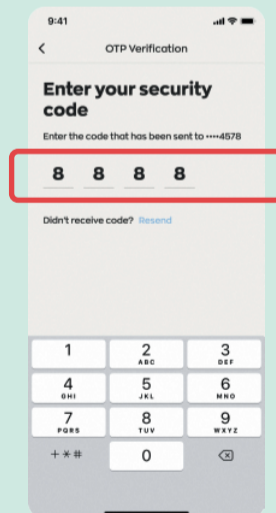 9:41
OTP Verification
Enter your security
code
Enter the code that has been sent to ····4578
8 8 8 8
Didn't receive code? Resend
1 2 3
ABC DEF
4 5 6
GHI JKL MNO
7 8 9
PQRS TUV WXYZ
+*# 0